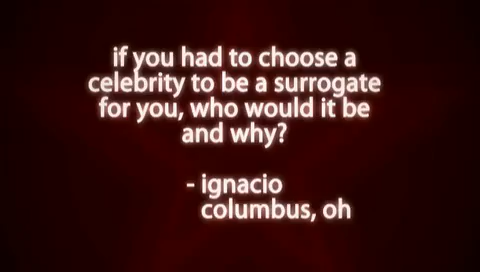 if you had to choose a
celebrity to be a surrogate
for you, who would it be
and why?
- ignacio
columbus, oh